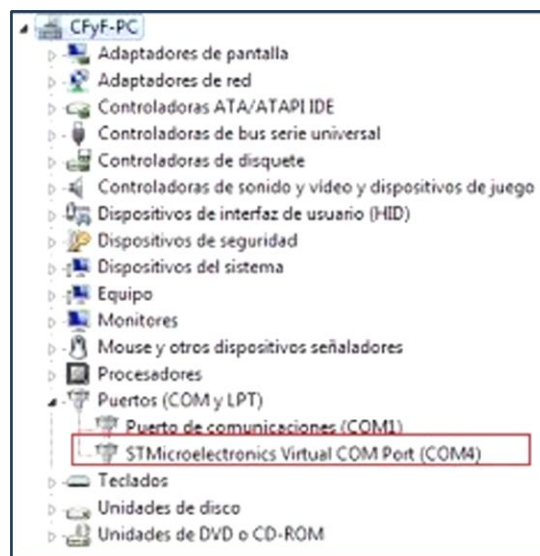 CFyF-PC
Adaptadores de pantalla
Adaptadores de red
Controladoras ATA/ATAPI IDE
Controladoras de bus serie universal
Controladoras de disquete
Controladoras de sonido y vídeo y dispositivos de juego
Dispositivos de interfaz de usuario (HID)
Dispositivos de seguridad
Dispositivos del sistema
Equipo
Monitores
Mouse y otros dispositivos señaladores
Procesadores
Puertos (COM y LPT)
Puerto de comunicaciones (COM1)
STMicroelectronics Virtual COM Port (COM4)
Teclados
Unidades de disco
Unidades de DVD o CD-ROM